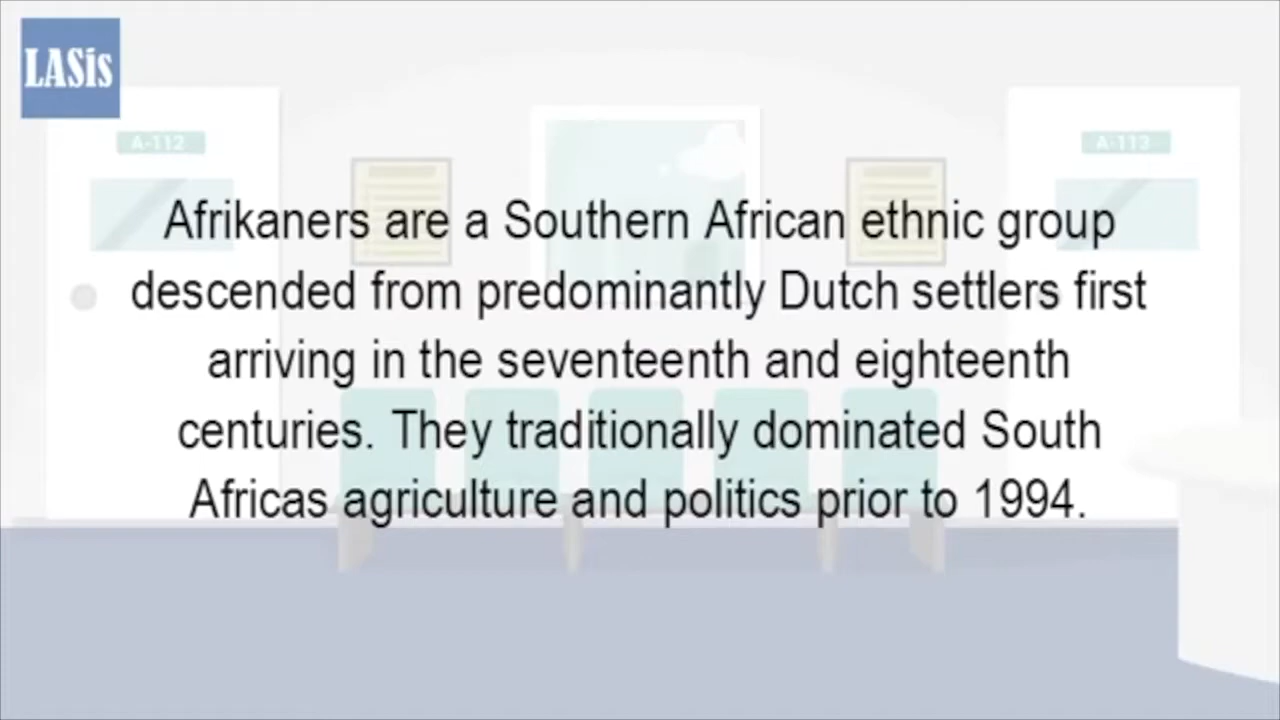 LASis
A-112
A-113
Afrikaners are a Southern African ethnic group
descended from predominantly Dutch settlers first
arriving in the seventeenth and eighteenth
centuries. They traditionally dominated South
Africas agriculture and politics prior to 1994.